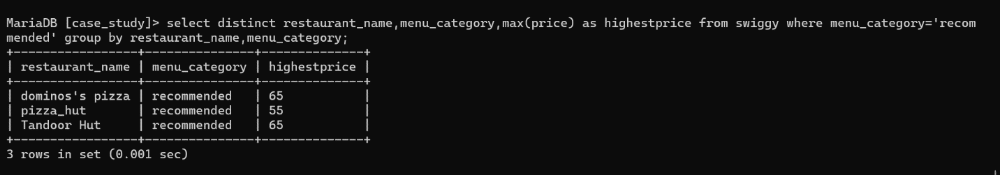 MariaDB [case_study]> select distinct restaurant_name,menu_category,max(price) as highestprice from swiggy where menu_category='recom
mended' group by restaurant_name,menu_category;
+-----------------+---------------+--------------+
| restaurant_name | menu_category | highestprice |
+-----------------+---------------+--------------+
| dominos's pizza | recommended   | 65           |
| pizza_hut       | recommended   | 55           |
| Tandoor Hut     | recommended   | 65           |
+-----------------+---------------+--------------+
3 rows in set (0.001 sec)